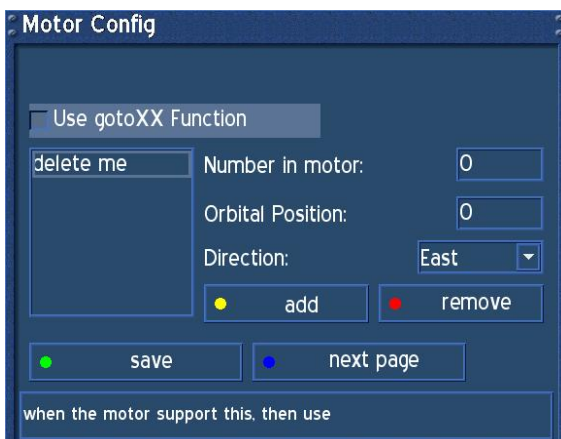 Motor Config
Use gotoXX Function
delete me
Number in motor:
0
Orbital Position:
0
Direction:
East
add
remove
save
next page
when the motor support this, then use